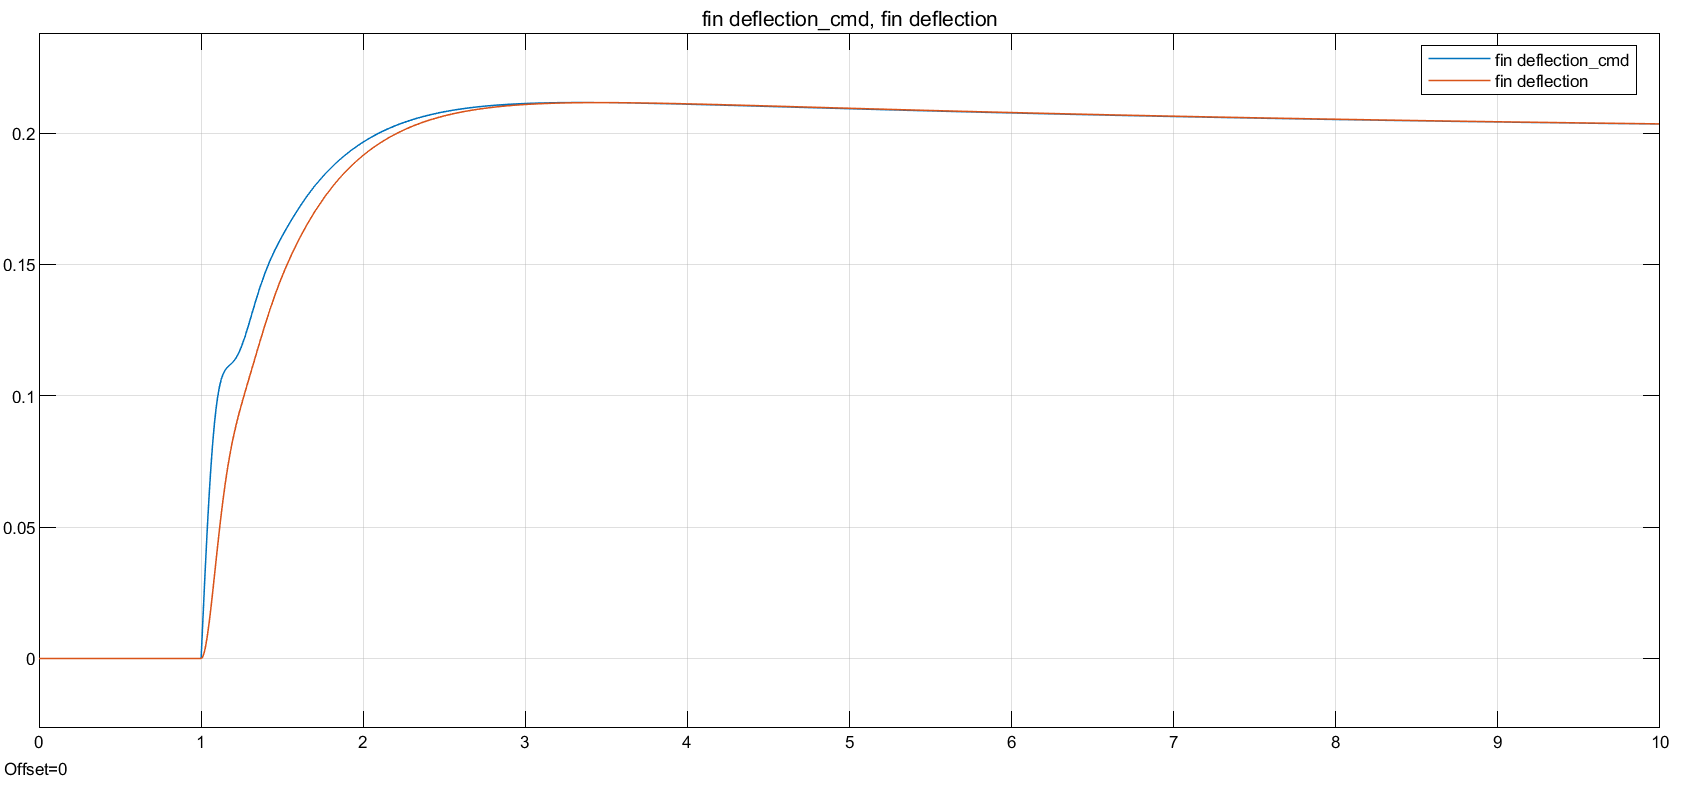 fin deflection_cmd, fin deflection
fin deflection_cmd
fin deflection
0.2
0.15
0.1
0.05
0
0 1 2 3 4 5 6 7 8 9 10
Offset=0